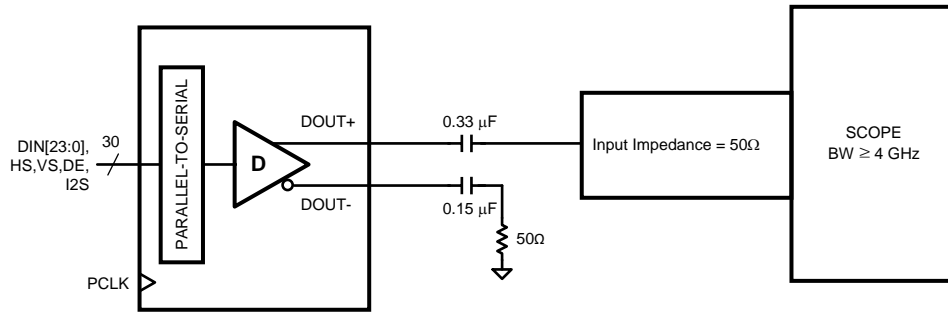 PARALLEL-TO-SERIAL
D
DOUT+
DOUT-
DIN[23:0],
HS,VS,DE,
I2S
30
PCLK
0.33 µF
0.15 µF
50Ω
Input Impedance = 50Ω
SCOPE
BW ≥ 4 GHz